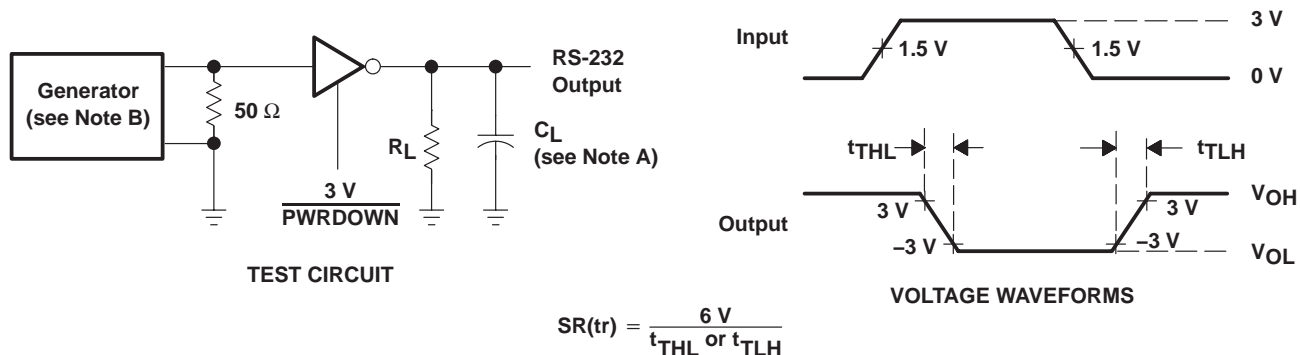 Generator
(see Note B)
50 Ω
3 V
PWRDOWN
RL
CL
(see Note A)
RS-232
Output
TEST CIRCUIT
Input
1.5 V
1.5 V
3 V
0 V
tTHL
tTLH
Output
3 V
–3 V
3 V
–3 V
VOH
VOL
VOLTAGE WAVEFORMS
SR(tr) = 6 V / tTHL or tTLH